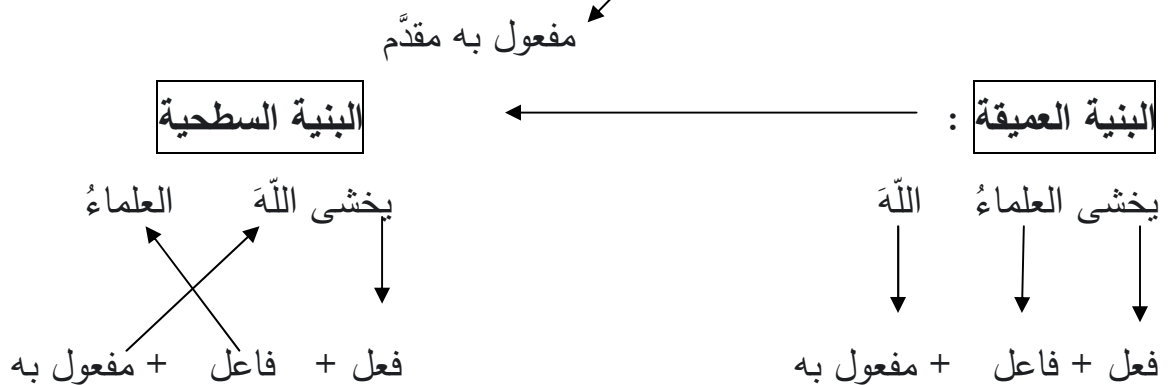 مفعول به مقدَّم
البنية العميقة : البنية السطحية
يخشى العلماءُ اللّهَ يخشى اللّهَ العلماءُ
فعل + فاعل + مفعول به فعل + فاعل + مفعول به